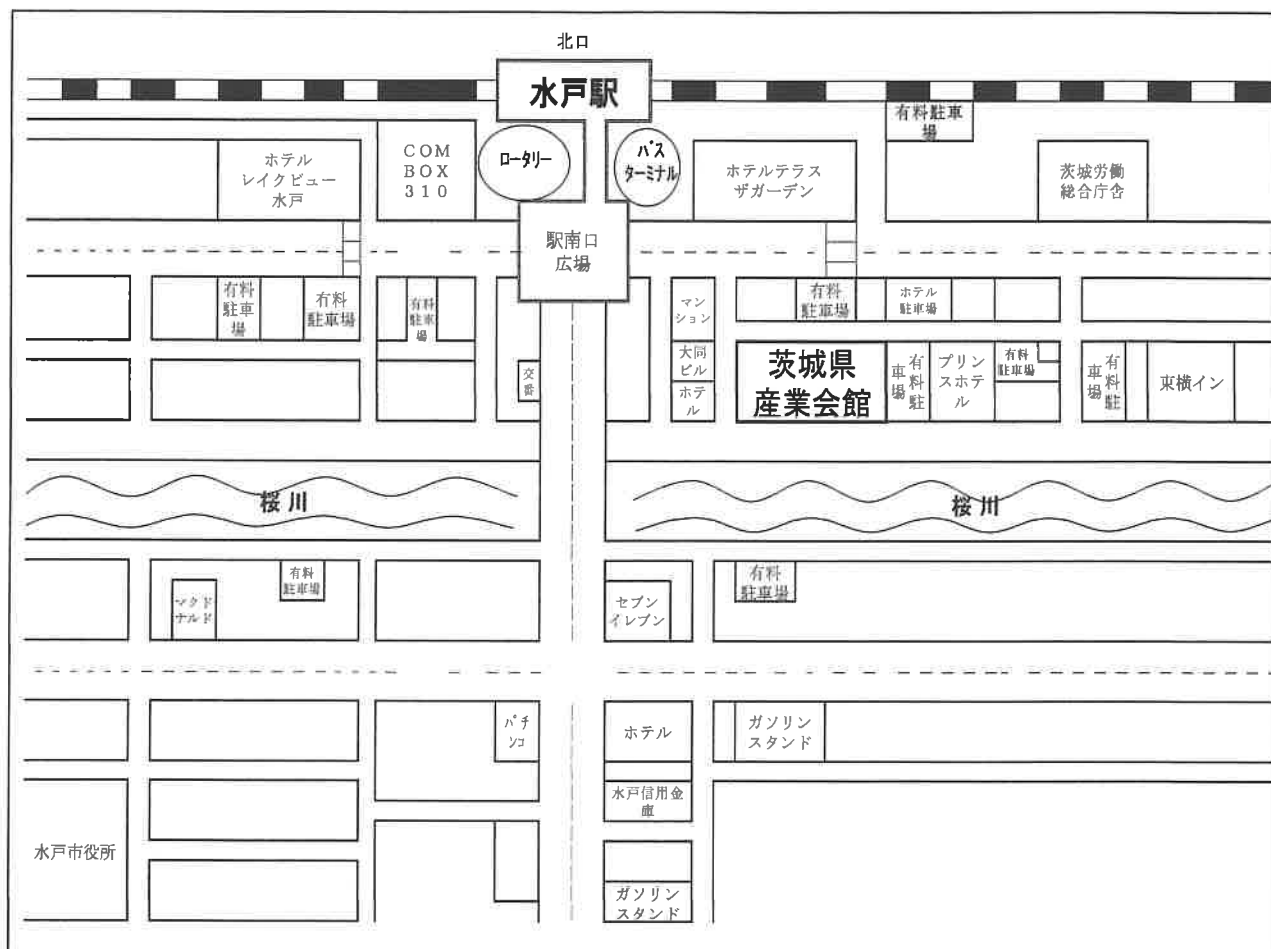 北口
水戸駅
有料駐車
場
ホテル
レイクビュー
水戸
COM
BOX
310
ロータリー
バス
ターミナル
ホテルテラス
ザガーデン
茨城労働
総合庁舎
駅南口
広場
有料
駐車
場
有料
駐車場
有料
駐車
場
マン
ション
有料
駐車場
ホテル
駐車場
交
番
大同
ビル
ホ
テル
茨城県
産業会館
有料駐
車場
プリン
スホテ
ル
有料
駐車場
有料駐
車場
東横イン
桜川
桜川
マクド
ナルド
有料
駐車場
セブン
イレブン
有料
駐車場
パチ
ンコ
ホテル
ガソリン
スタンド
水戸信用金
庫
水戸市役所
ガソリン
スタンド